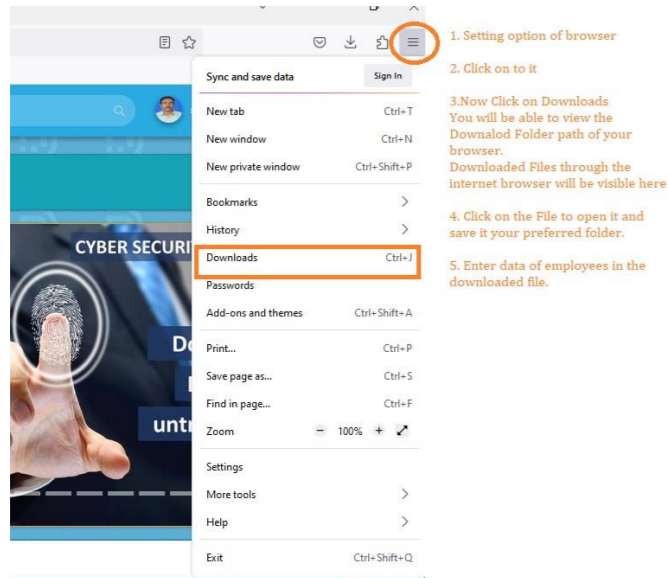 1. Setting option of browser
2. Click on to it
3.Now Click on Downloads
You will be able to view the
Downalod Folder path of your
browser.
Downloaded Files through the
internet browser will be visible here
4. Click on the File to open it and
save it your preferred folder.
5. Enter data of employees in the
downloaded file.
Sync and save data Sign In
New tab Ctrl+T
New window Ctrl+N
New private window Ctrl+Shift+P
Bookmarks
History
Downloads Ctrl+J
Passwords
Add-ons and themes Ctrl+Shift+A
Print... Ctrl+P
Save page as... Ctrl+S
Find in page... Ctrl+F
Zoom − 100% +
Settings
More tools
Help
Exit Ctrl+Shift+Q
CYBER SECURI
D
untr